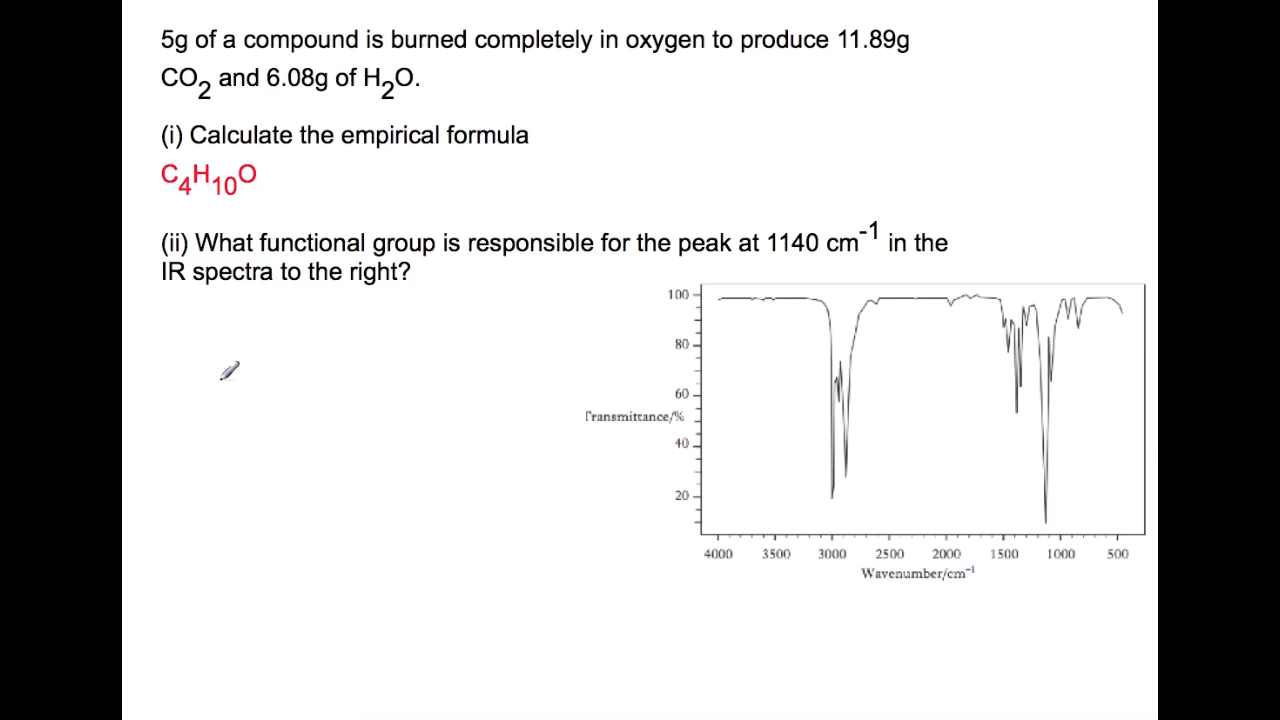 5g of a compound is burned completely in oxygen to produce 11.89g
CO₂ and 6.08g of H₂O.
(i) Calculate the empirical formula
C₄H₁₀O
(ii) What functional group is responsible for the peak at 1140 cm⁻¹ in the
IR spectra to the right?
100
80
60
Transmittance/%
40
20
4000 3500 3000 2500 2000 1500 1000 500
Wavenumber/cm⁻¹